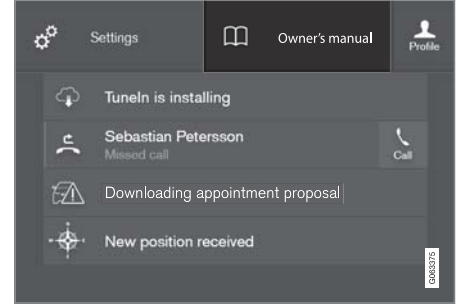 Settings
Owner's manual
Profile
TuneIn is installing
Sebastian Petersson
Missed call
Call
Downloading appointment proposal
New position received
G063375